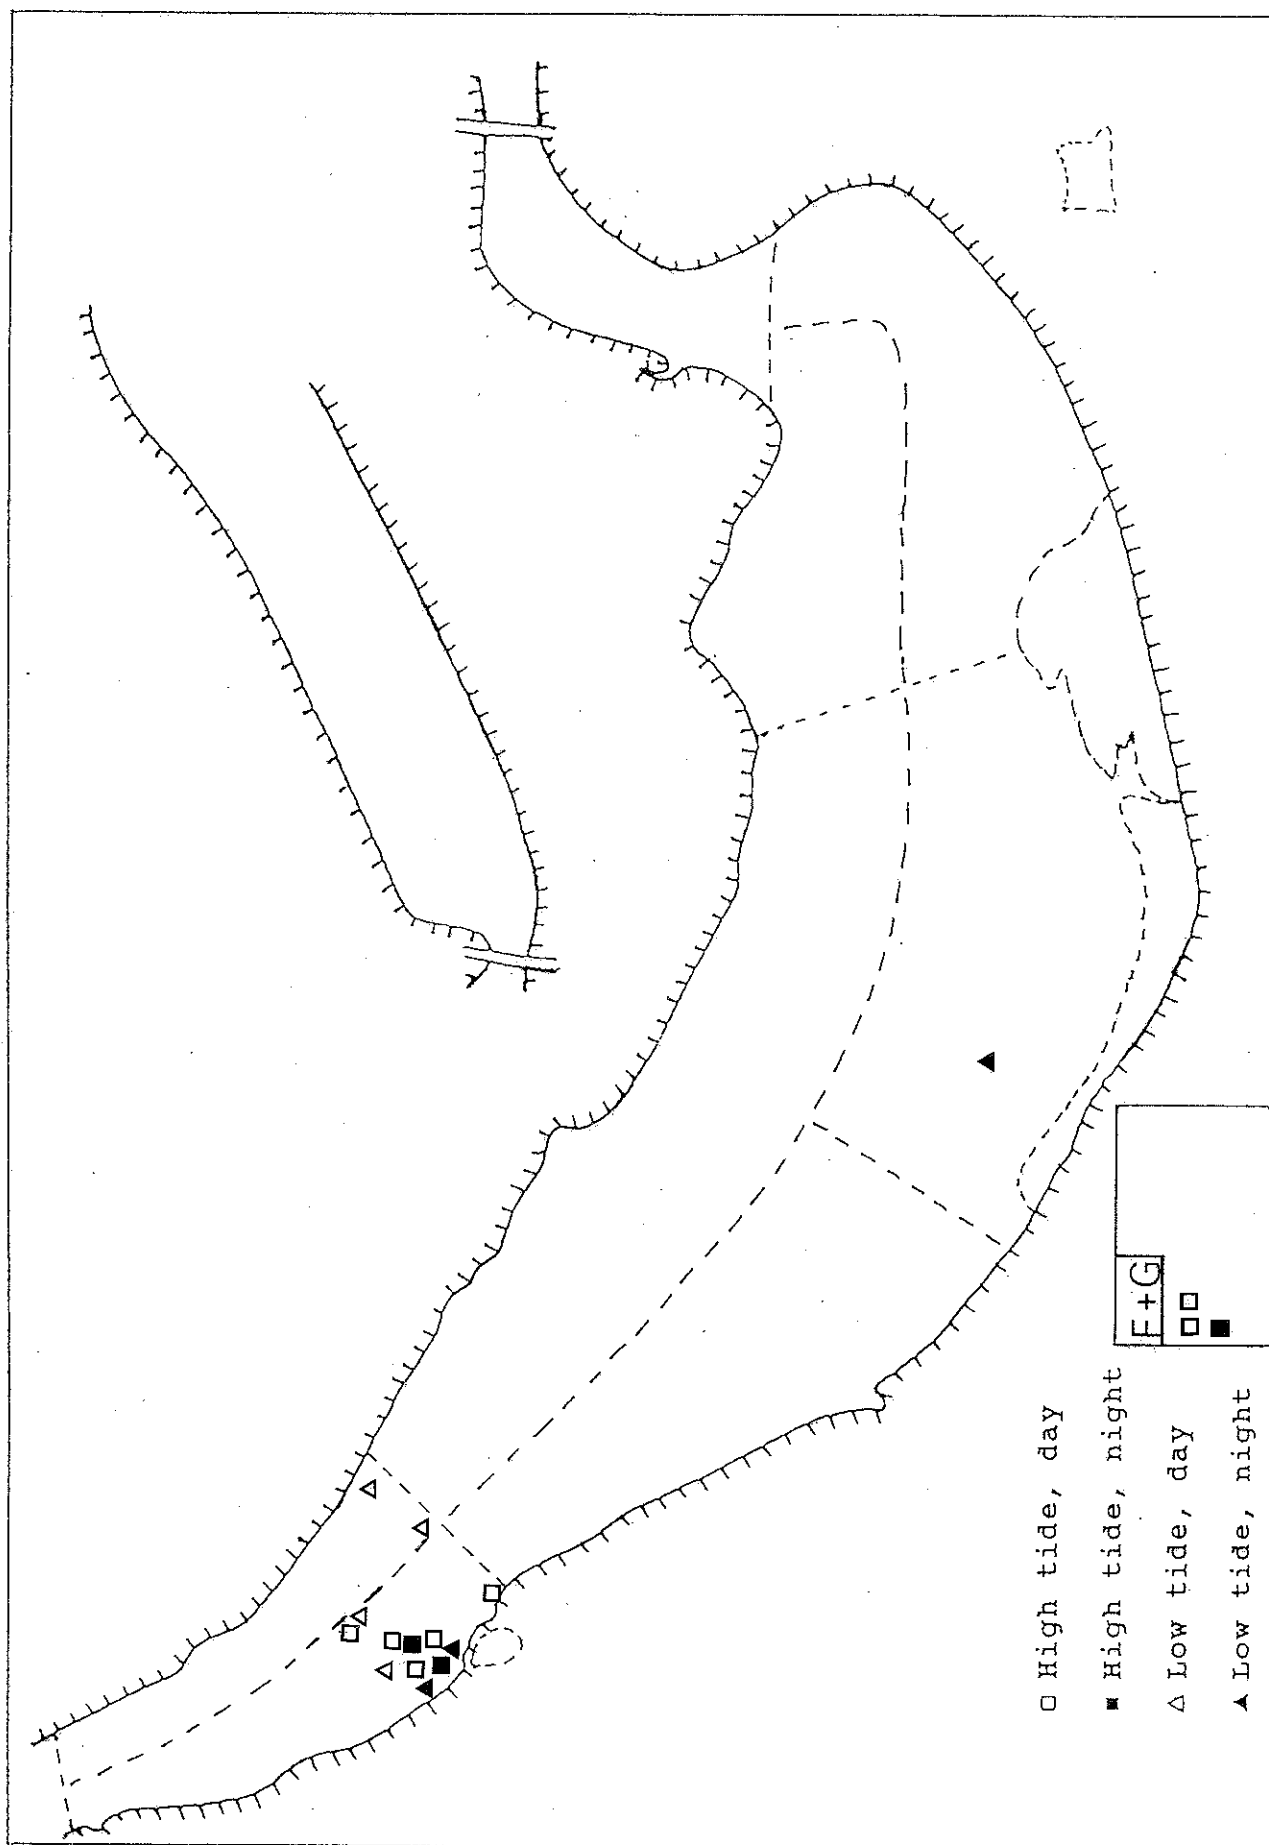 High tide, day
High tide, night
Low tide, day
Low tide, night
F+G